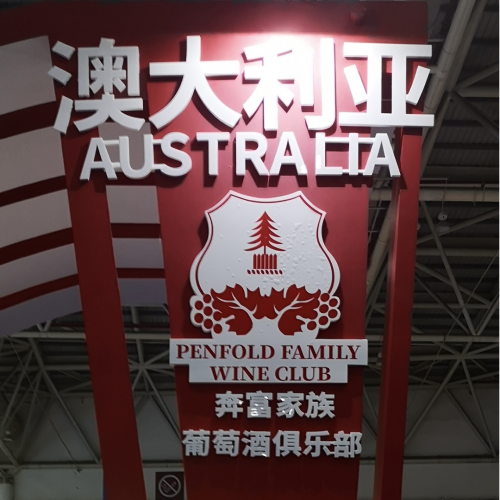 澳大利亚
AUSTRALIA
PENFOLD FAMILY
WINE CLUB
奔富家族
葡萄酒俱乐部